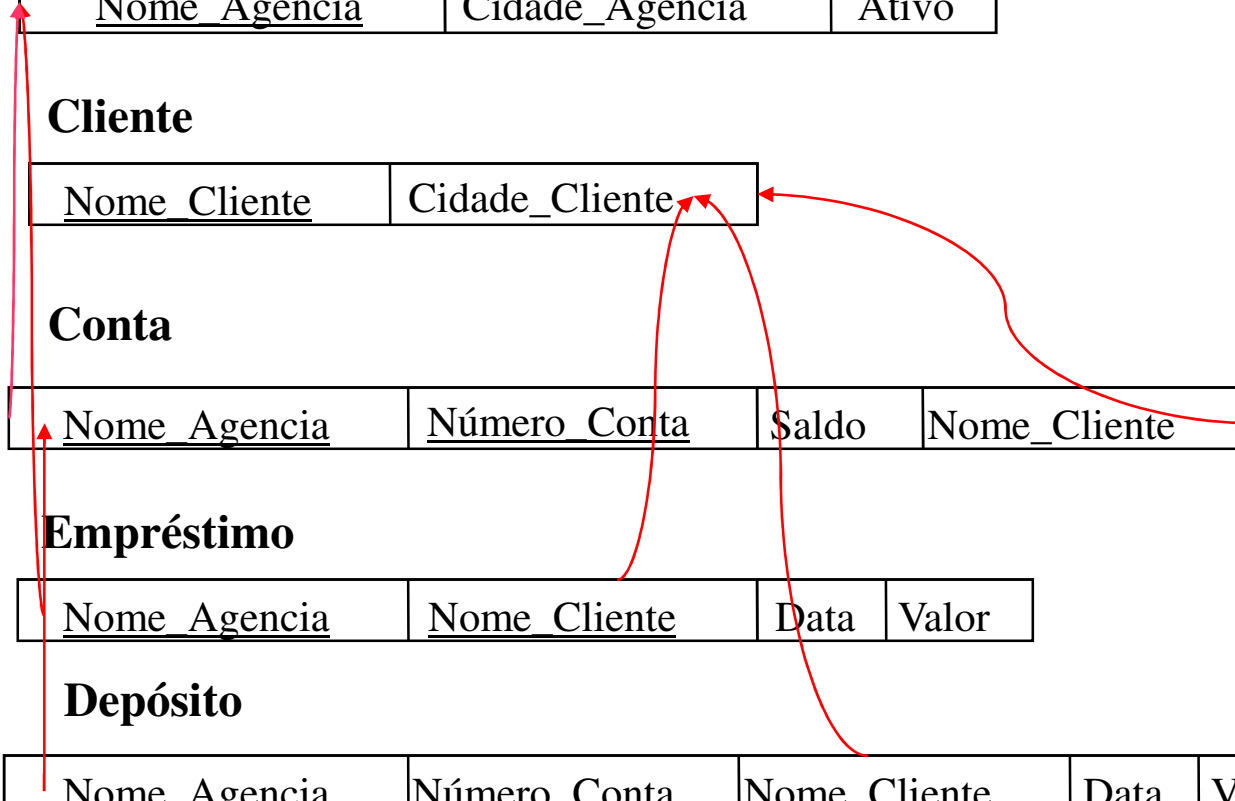 Nome_Agencia Cidade_Agencia Ativo
Cliente
Nome_Cliente Cidade_Cliente
Conta
Nome_Agencia Número_Conta Saldo Nome_Cliente
Empréstimo
Nome_Agencia Nome_Cliente Data Valor
Depósito
Nome_Agencia Número_Conta Nome_Cliente Data